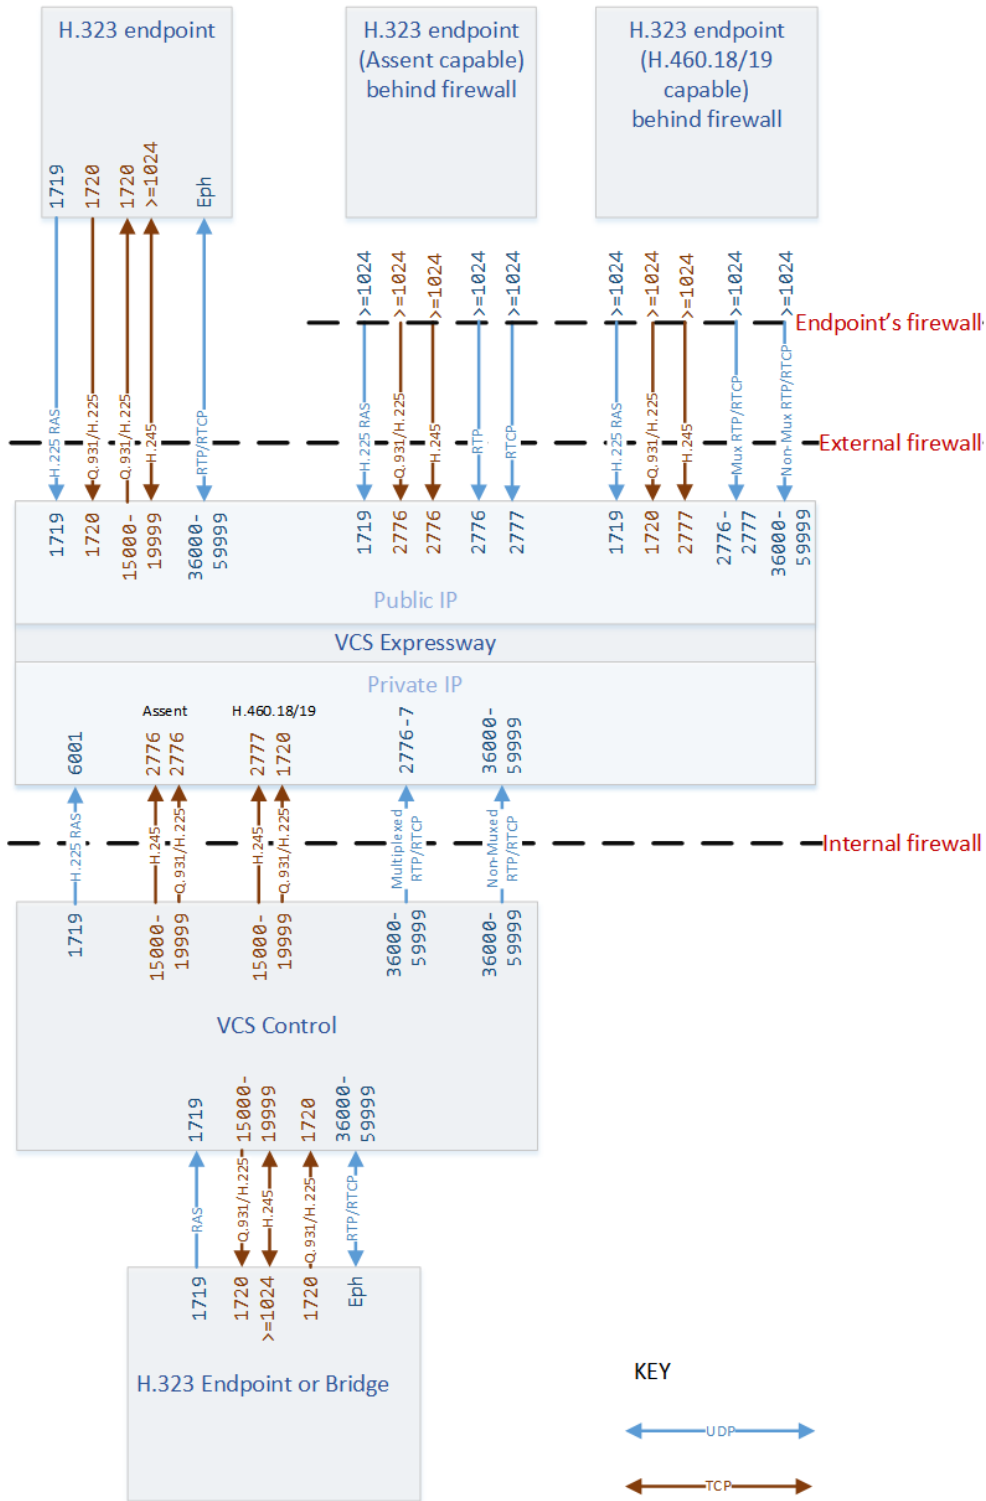 H.323 endpoint
H.323 endpoint
(Assent capable)
behind firewall
H.323 endpoint
(H.460.18/19
capable)
behind firewall
1719
1720
1720
>=1024
Eph
>=1024
>=1024
>=1024
>=1024
>=1024
>=1024
>=1024
>=1024
>=1024
>=1024
Endpoint's firewall
H.225 RAS
Q.931/H.225
Q.931/H.225
H.245
RTP/RTCP
H.225 RAS
Q.931/H.225
H.245
RTP
RTCP
H.225 RAS
Q.931/H.225
H.245
Mux RTP/RTCP
Non-Mux RTP/RTCP
External firewall
1719
1720
15000-
19999
36000-
59999
1719
2776
2776
2776
2777
1719
1720
2777
2776-
2777
36000-
59999
Public IP
VCS Expressway
Private IP
Assent
H.460.18/19
6001
2776
2776
2777
1720
2776-7
36000-
59999
H.225 RAS
H.245
Q.931/H.225
H.245
Q.931/H.225
Multiplexed
RTP/RTCP
Non-Muxed
RTP/RTCP
Internal firewall
1719
15000-
19999
15000-
19999
36000-
59999
36000-
59999
VCS Control
1719
15000-
19999
1720
36000-
59999
RAS
Q.931/H.225
H.245
Q.931/H.225
RTP/RTCP
1719
1720
>=1024
1720
Eph
H.323 Endpoint or Bridge
KEY
UDP
TCP